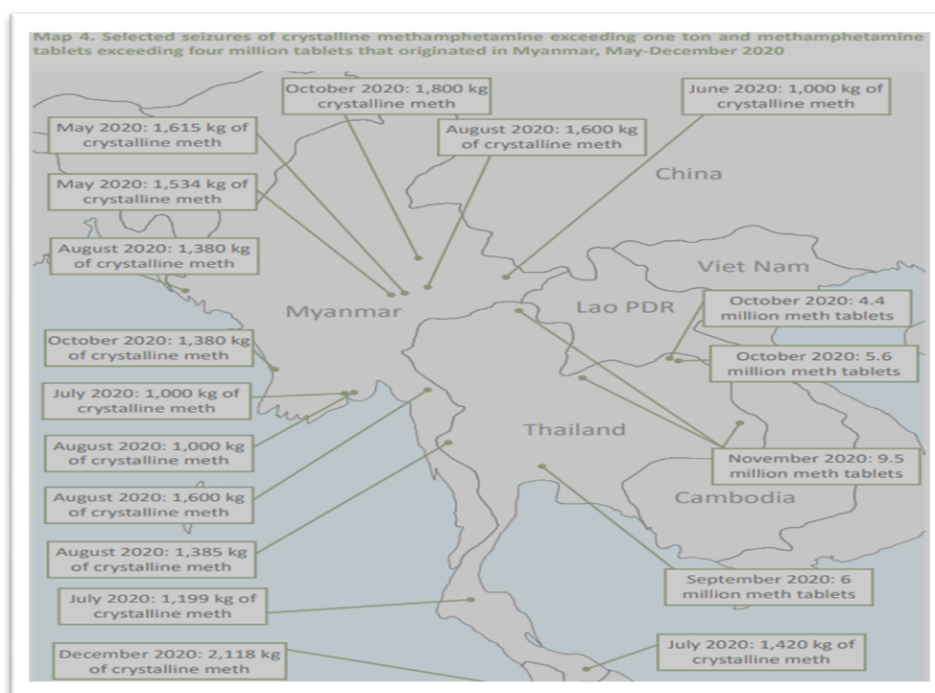 Map 4. Selected seizures of crystalline methamphetamine exceeding one ton and methamphetamine
tablets exceeding four million tablets that originated in Myanmar, May-December 2020
October 2020: 1,800 kg
crystalline meth
June 2020: 1,000 kg of
crystalline meth
May 2020: 1,615 kg of
crystalline meth
August 2020: 1,600 kg
of crystalline meth
China
May 2020: 1,534 kg of
crystalline meth
August 2020: 1,380 kg
of crystalline meth
Viet Nam
Myanmar
Lao PDR
October 2020: 4.4
million meth tablets
October 2020: 1,380 kg
of crystalline meth
October 2020: 5.6
million meth tablets
July 2020: 1,000 kg of
crystalline meth
Thailand
August 2020: 1,000 kg
of crystalline meth
November 2020: 9.5
million meth tablets
Cambodia
August 2020: 1,600 kg
of crystalline meth
August 2020: 1,385 kg
of crystalline meth
September 2020: 6
million meth tablets
July 2020: 1,199 kg of
crystalline meth
December 2020: 2,118 kg
of crystalline meth
July 2020: 1,420 kg of
crystalline meth